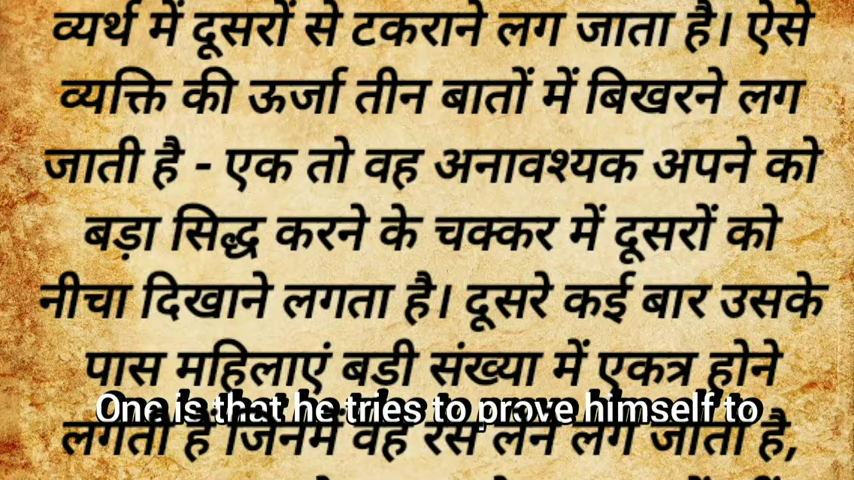 व्यर्थ में दूसरों से टकराने लग जाता है। ऐसे
व्यक्ति की ऊर्जा तीन बातों में बिखरने लग
जाती है - एक तो वह अनावश्यक अपने को
बड़ा सिद्ध करने के चक्कर में दूसरों को
नीचा दिखाने लगता है। दूसरे कई बार उसके
पास महिलाएं बड़ी संख्या में एकत्र होने
One is that he tries to prove himself to
लगती है जिनमें वह रस लेने लग जाता है,